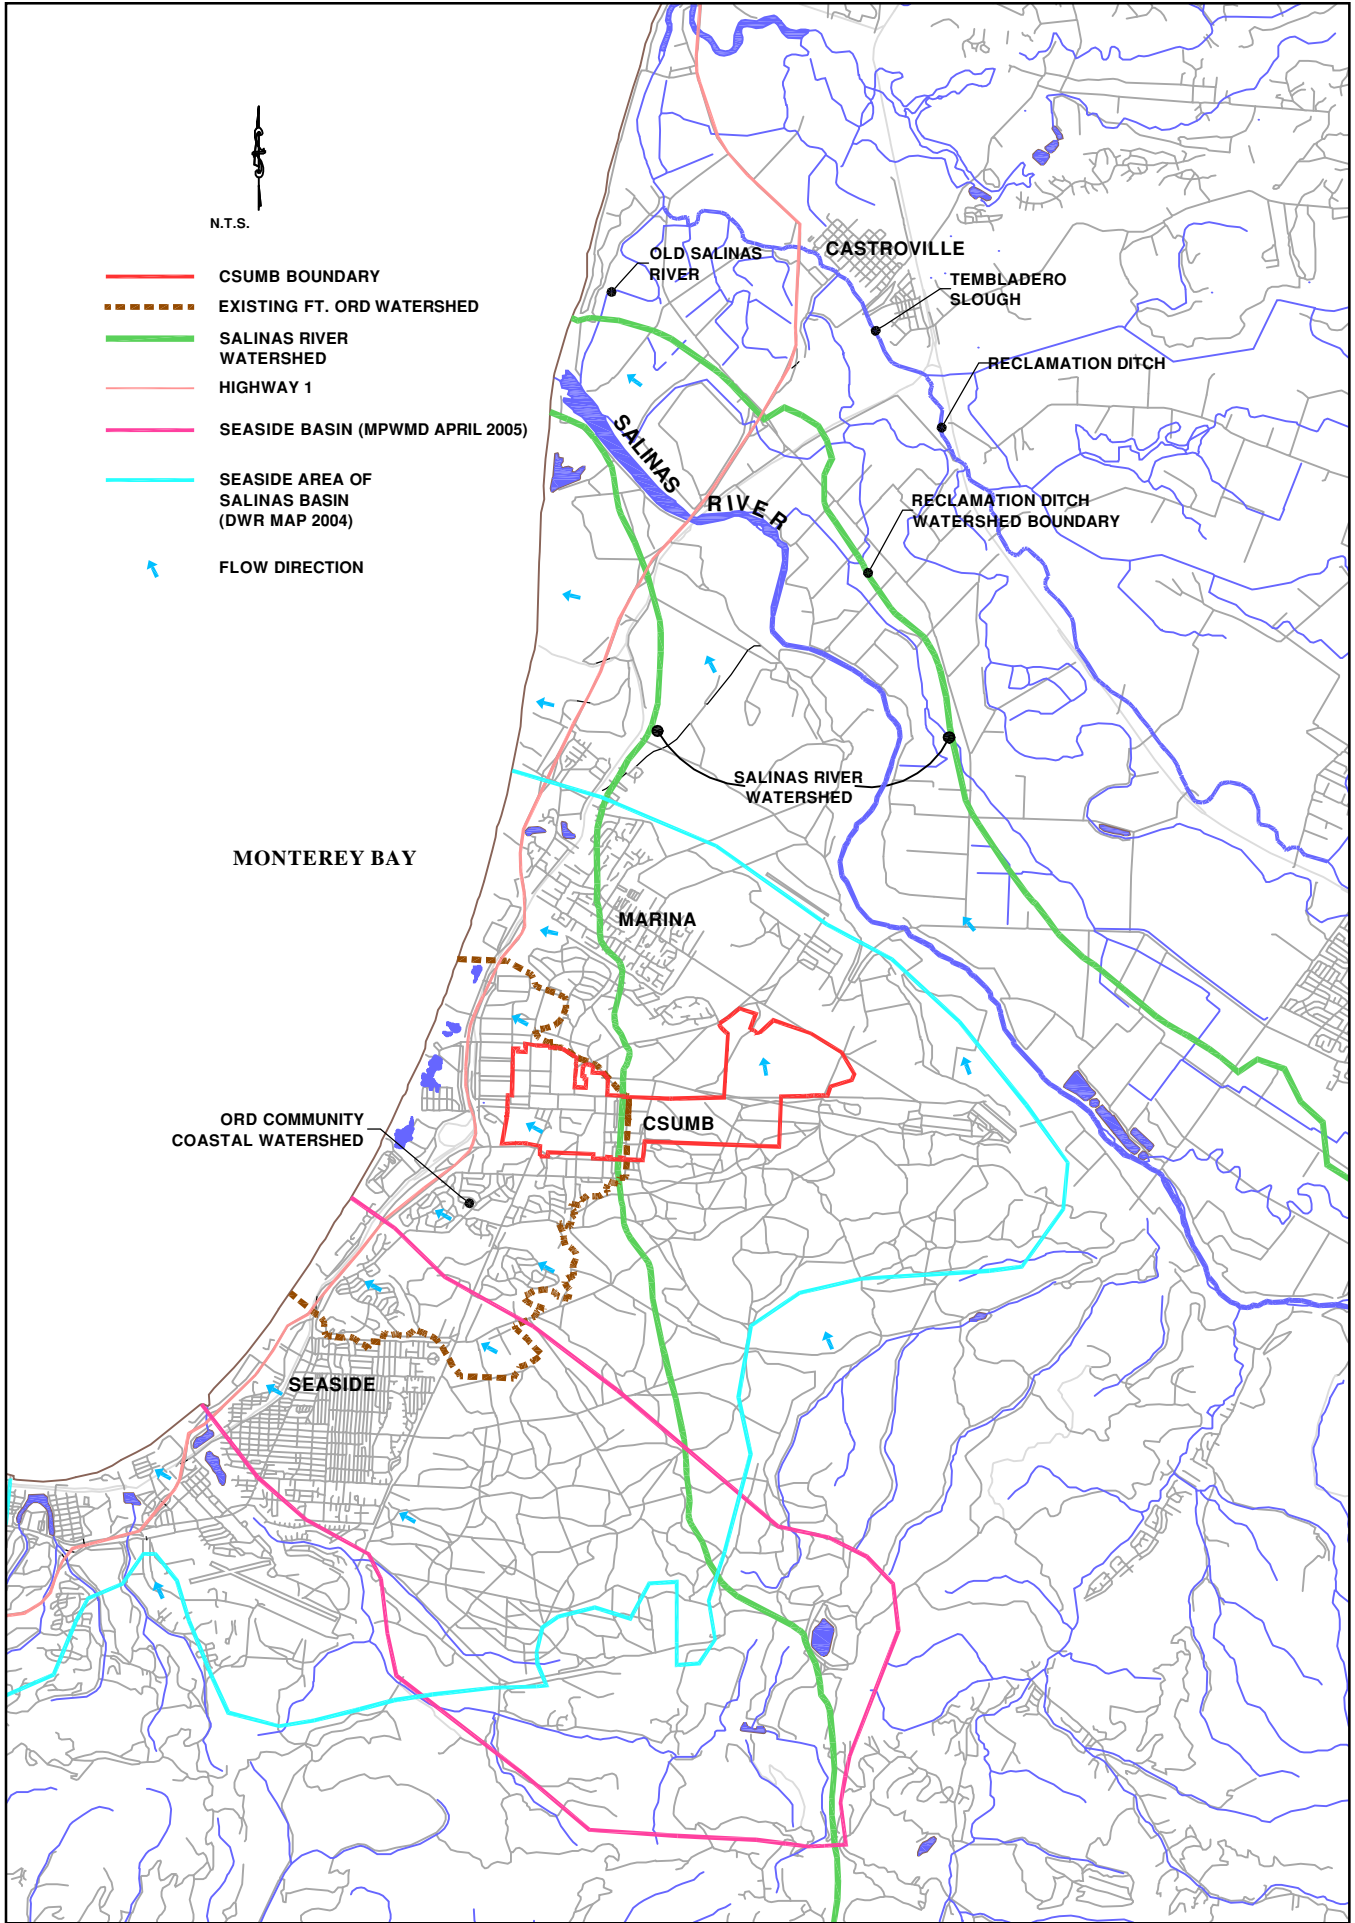 N.T.S.
CSUMB BOUNDARY
EXISTING FT. ORD WATERSHED
SALINAS RIVER
WATERSHED
HIGHWAY 1
SEASIDE BASIN (MPWMD APRIL 2005)
SEASIDE AREA OF
SALINAS BASIN
(DWR MAP 2004)
FLOW DIRECTION
OLD SALINAS
RIVER
CASTROVILLE
TEMBLADERO
SLOUGH
RECLAMATION DITCH
SALINAS
RIVER
RECLAMATION DITCH
WATERSHED BOUNDARY
SALINAS RIVER
WATERSHED
MONTEREY BAY
MARINA
ORD COMMUNITY
COASTAL WATERSHED
CSUMB
SEASIDE